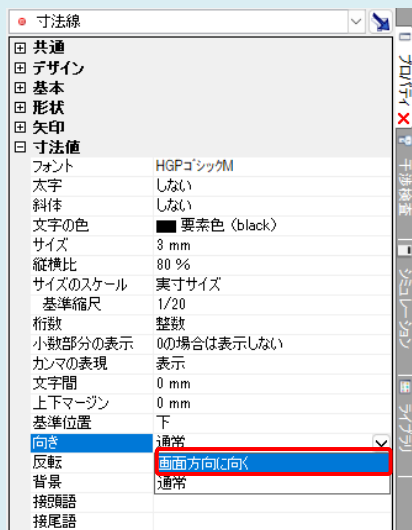 寸法線
共通
デザイン
基本
形状
矢印
寸法値
フォント HGPゴシックM
太字 しない
斜体 しない
文字の色 要素色（black）
サイズ 3 mm
縦横比 80 %
サイズのスケール 実寸サイズ
基準縮尺 1/20
桁数 整数
小数部分の表示 0の場合は表示しない
カンマの表現 表示
文字間 0 mm
上下マージン 0 mm
基準位置 下
向き 通常
反転 画面方向に向く
背景 通常
接頭語
接尾語
プロパティ
干渉検査
シミュレーション
ライブラリ